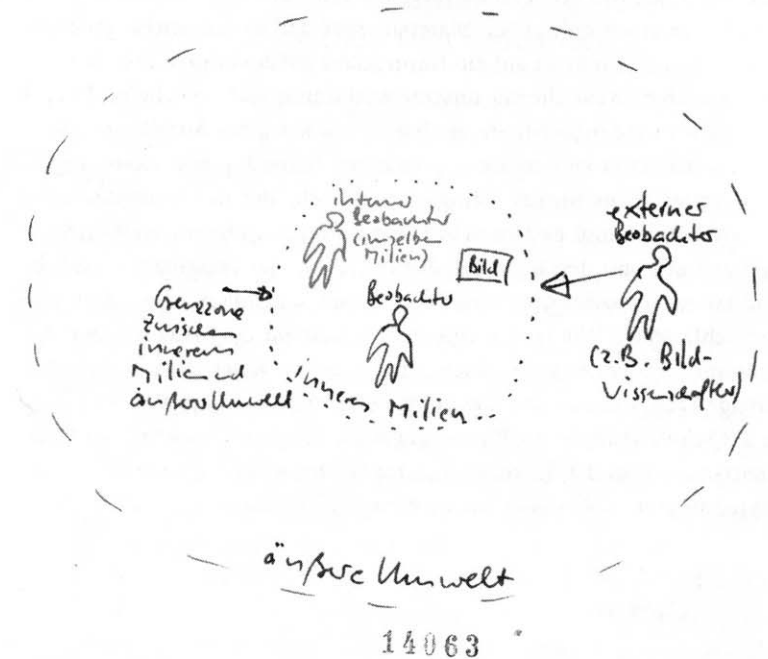 interner
Beobachter
(im selben
Milieu)
externes
Beobachter
Bild
Beobachter
Grenzzone
zwischen
innerem
Milieu und
äußerer Umwelt
(z.B. Bild-
wissenschaftler)
inneres Milieu
äußere Umwelt
14063